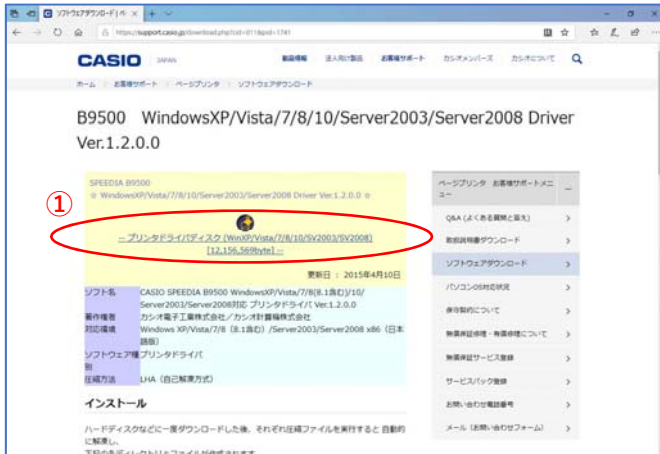 ソフトウェアダウンロード-F | ペ
https://support.casio.jp/download.php?cid=011&pid=1741
CASIO JAPAN 製品情報 法人向け製品 お客様サポート カシオメンバーズ カシオについて
ホーム お客様サポート ページプリンタ ソフトウェアダウンロード
B9500 WindowsXP/Vista/7/8/10/Server2003/Server2008 Driver
Ver.1.2.0.0
SPEEDIA B9500
WindowsXP/Vista/7/8/10/Server2003/Server2008 Driver Ver.1.2.0.0
①
-- プリンタドライバディスク (WinXP/Vista/7/8/10/SV2003/SV2008)
[12,156,569byte] --
更新日 : 2015年4月10日
ソフト名 CASIO SPEEDIA B9500 WindowsXP/Vista/7/8(8.1含む)/10/
Server2003/Server2008対応 プリンタドライバ Ver.1.2.0.0
著作権者 カシオ電子工業株式会社/カシオ計算機株式会社
対応環境 Windows XP/Vista/7/8 (8.1含む) /Server2003/Server2008 x86 (日本
語版)
ソフトウェア種 プリンタドライバ
別
圧縮方法 LHA (自己解凍方式)
インストール
ハードディスクなどに一度ダウンロードした後、それぞれ圧縮ファイルを実行すると自動的
に解凍し、
下記の各ディレクトリとファイルが作成されます。
ページプリンタ お客様サポートメニ
ュー
Q&A (よくある質問と答え)
取扱説明書ダウンロード
ソフトウェアダウンロード
パソコンOS対応状況
保守契約について
無償保証修理・有償修理について
無償保証サービス登録
サービスパック登録
お問い合わせ電話番号
メール (お問い合わせフォーム)